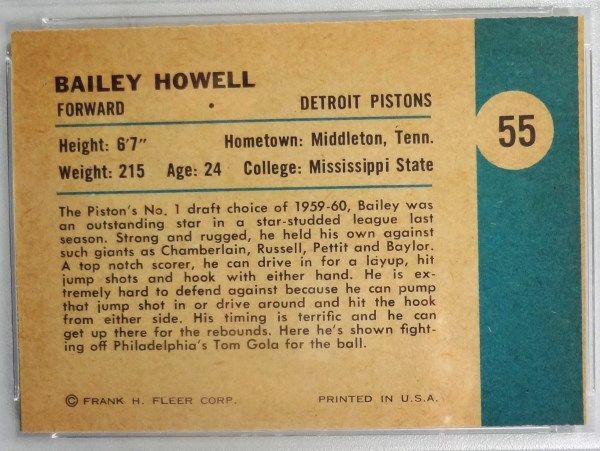 BAILEY HOWELL
FORWARD • DETROIT PISTONS
55
Height: 6'7" Hometown: Middleton, Tenn.
Weight: 215 Age: 24 College: Mississippi State
The Piston's No. 1 draft choice of 1959-60, Bailey was
an outstanding star in a star-studded league last
season. Strong and rugged, he held his own against
such giants as Chamberlain, Russell, Pettit and Baylor.
A top notch scorer, he can drive in for a layup, hit
jump shots and hook with either hand. He is ex-
tremely hard to defend against because he can pump
that jump shot in or drive around and hit the hook
from either side. His timing is terrific and he can
get up there for the rebounds. Here he's shown fight-
ing off Philadelphia's Tom Gola for the ball.
© FRANK H. FLEER CORP. PRINTED IN U.S.A.